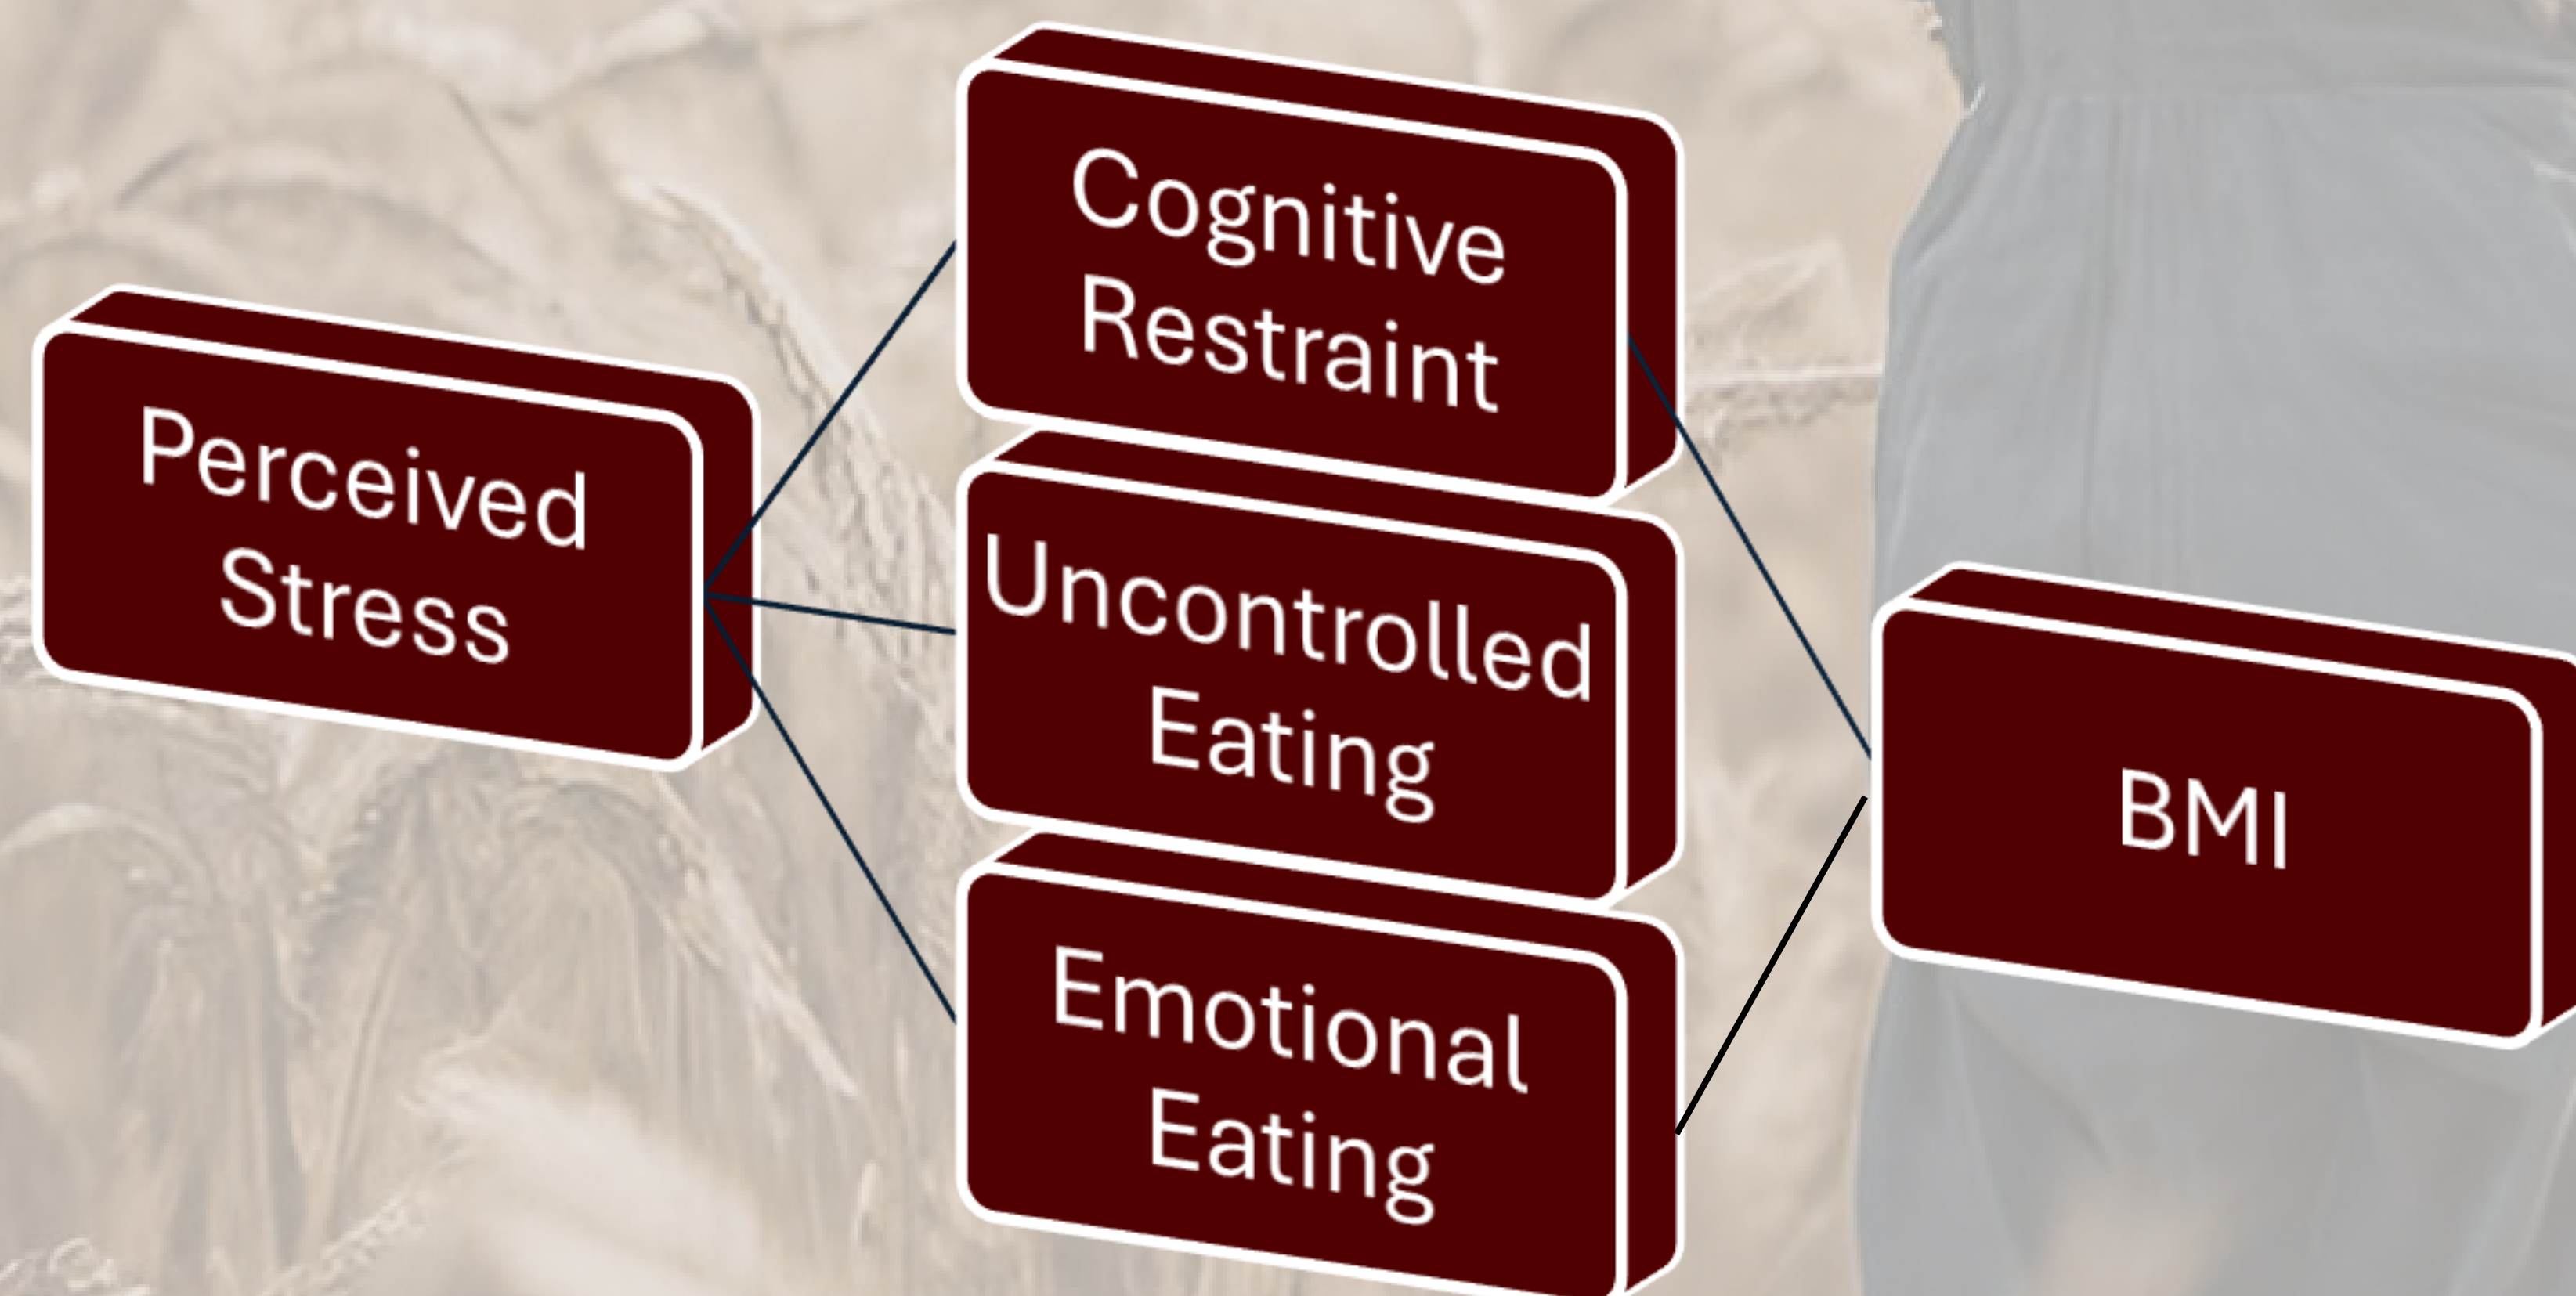 Perceived
Stress
Cognitive
Restraint
Uncontrolled
Eating
Emotional
Eating
BMI